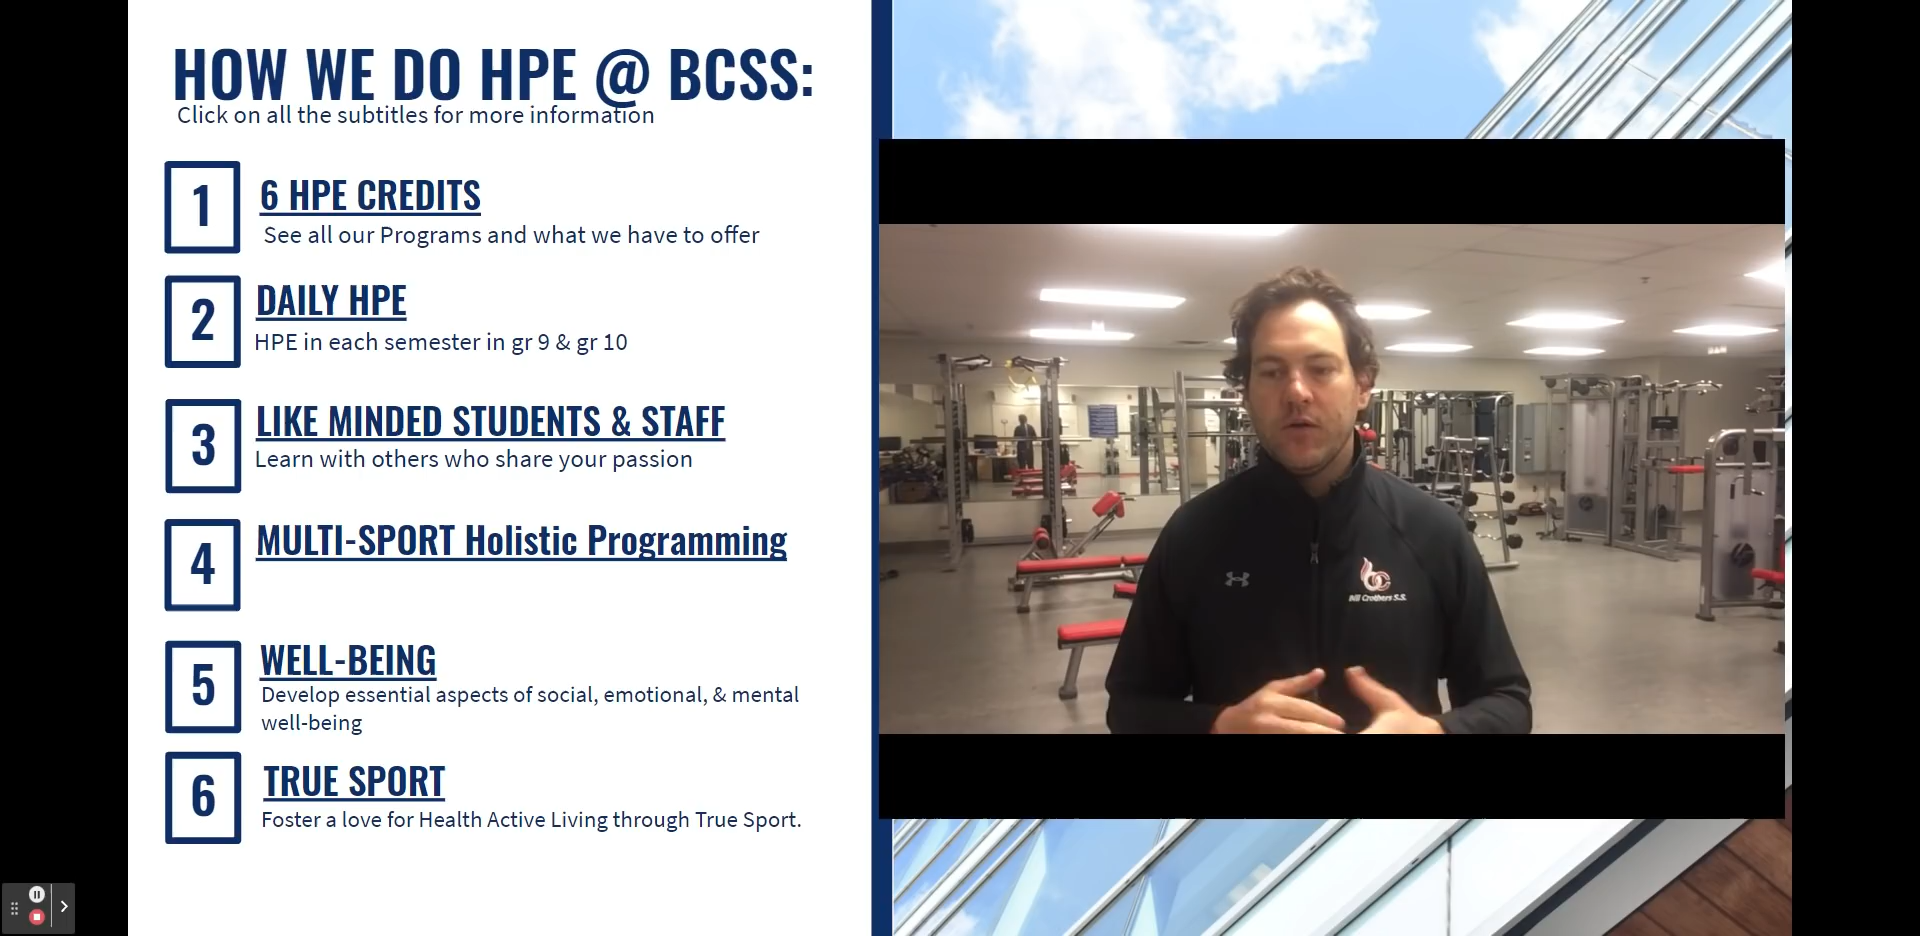 HOW WE DO HPE @ BCSS:
Click on all the subtitles for more information
1
6 HPE CREDITS
See all our Programs and what we have to offer
2
DAILY HPE
HPE in each semester in gr 9 & gr 10
3
LIKE MINDED STUDENTS & STAFF
Learn with others who share your passion
4
MULTI-SPORT Holistic Programming
5
WELL-BEING
Develop essential aspects of social, emotional, & mental
well-being
6
TRUE SPORT
Foster a love for Health Active Living through True Sport.
bc
Bill Crothers S.S.